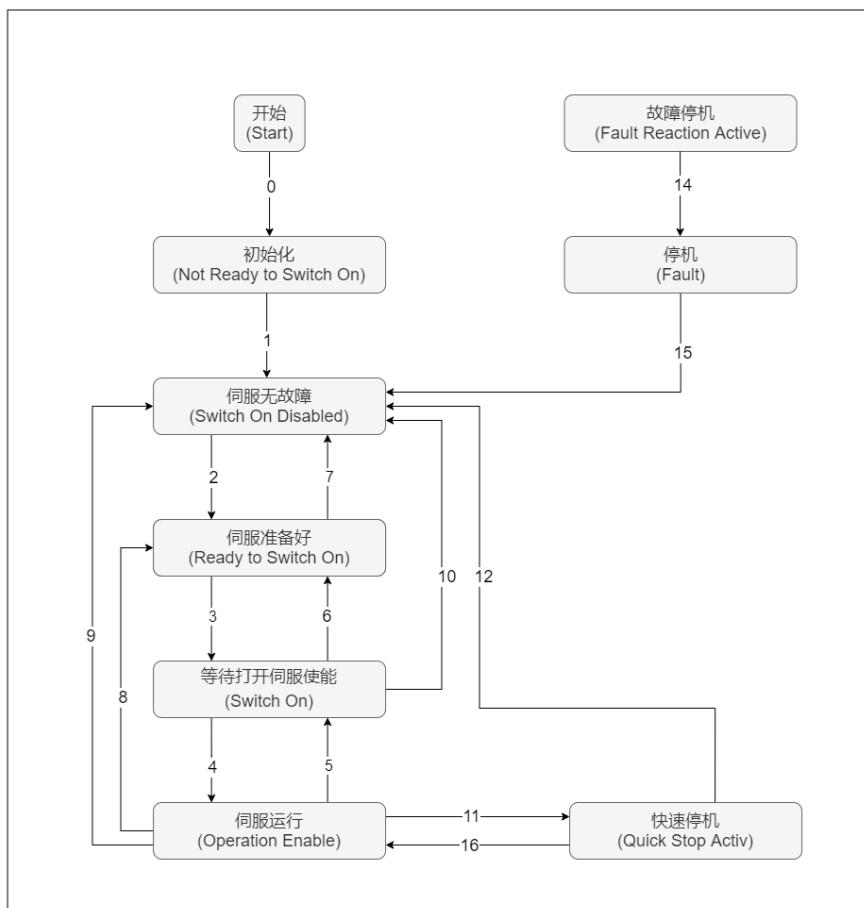 开始
(Start)
故障停机
(Fault Reaction Active)
0
14
初始化
(Not Ready to Switch On)
停机
(Fault)
1
15
伺服无故障
(Switch On Disabled)
2
7
伺服准备好
(Ready to Switch On)
10
12
3
6
9
8
等待打开伺服使能
(Switch On)
4
5
伺服运行
(Operation Enable)
11
16
快速停机
(Quick Stop Activ)